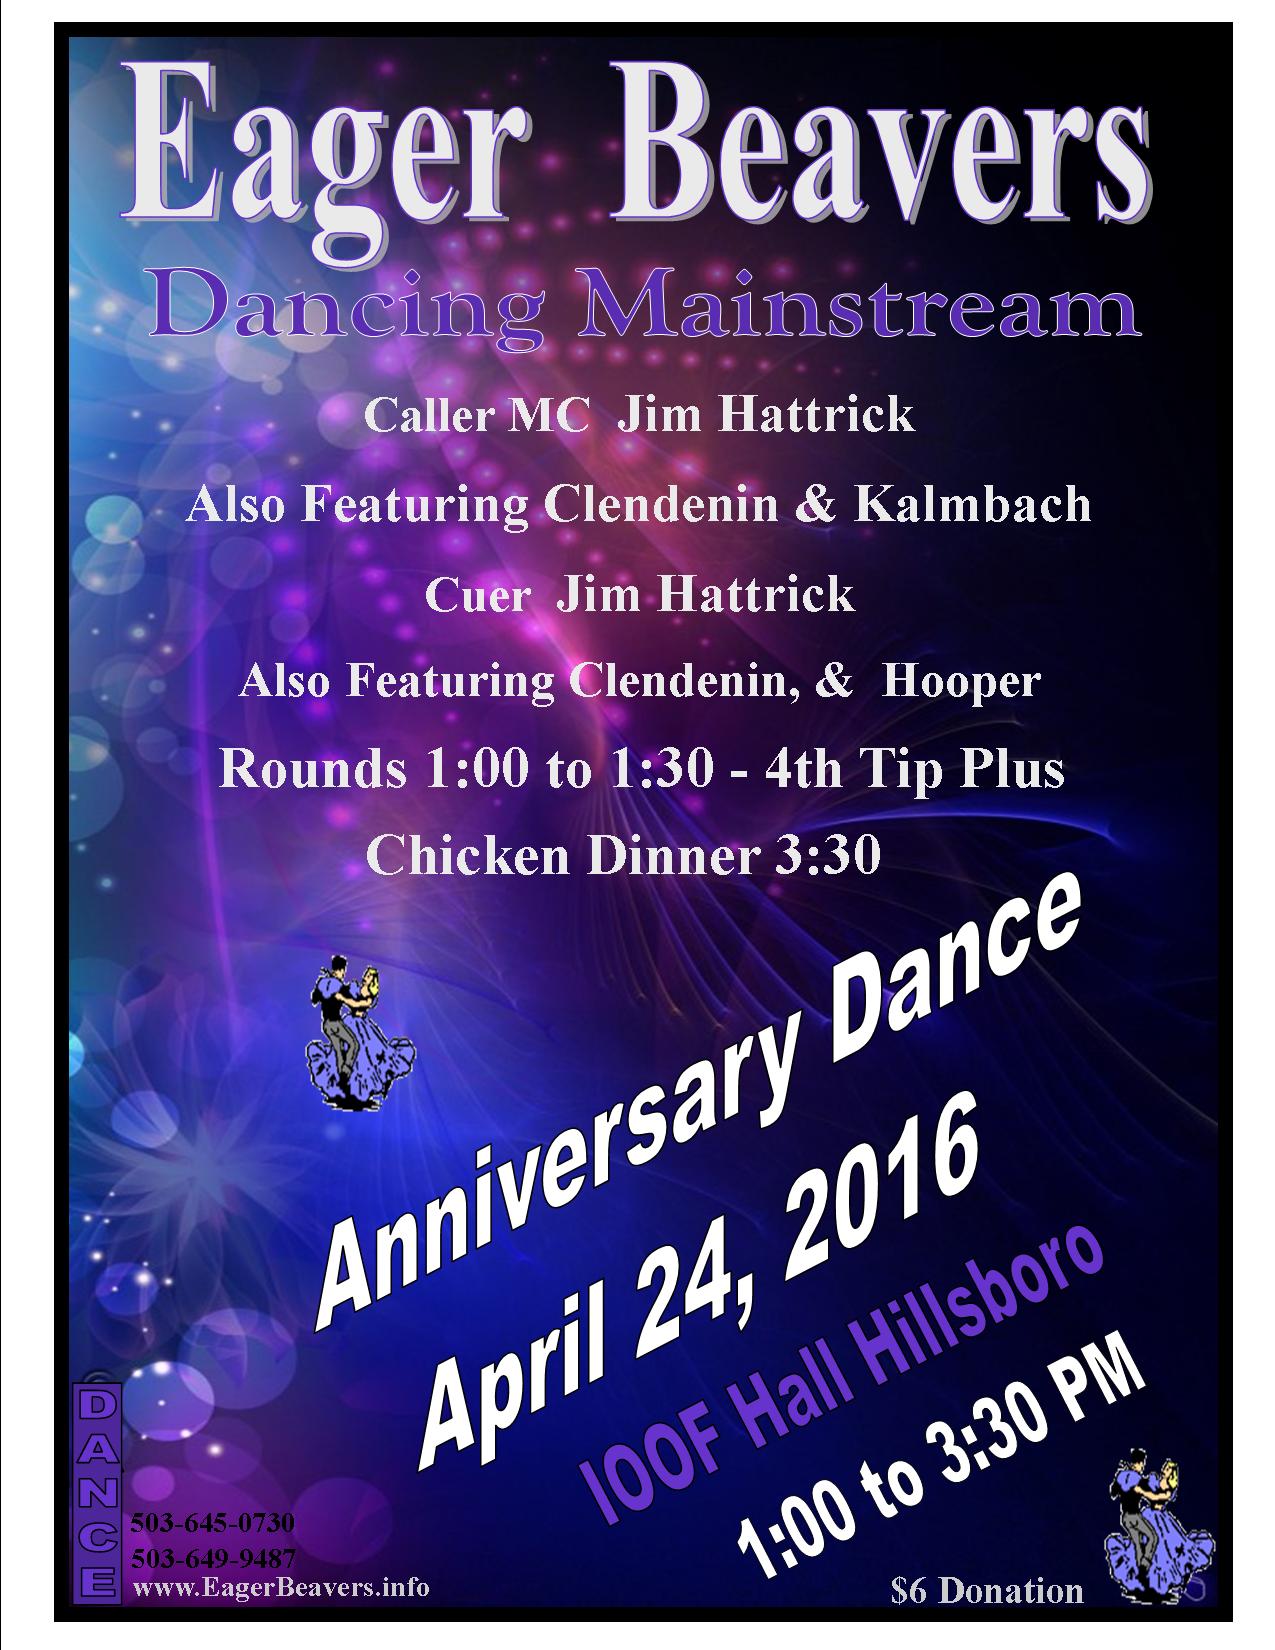 Eager Beavers
Dancing Mainstream
Caller MC Jim Hattrick
Also Featuring Clendenin & Kalmbach
Cuer Jim Hattrick
Also Featuring Clendenin, & Hooper
Rounds 1:00 to 1:30 - 4th Tip Plus
Chicken Dinner 3:30
Anniversary Dance
April 24, 2016
IOOF Hall Hillsboro
1:00 to 3:30 PM
DANCE
503-645-0730
503-649-9487
www.EagerBeavers.info
$6 Donation